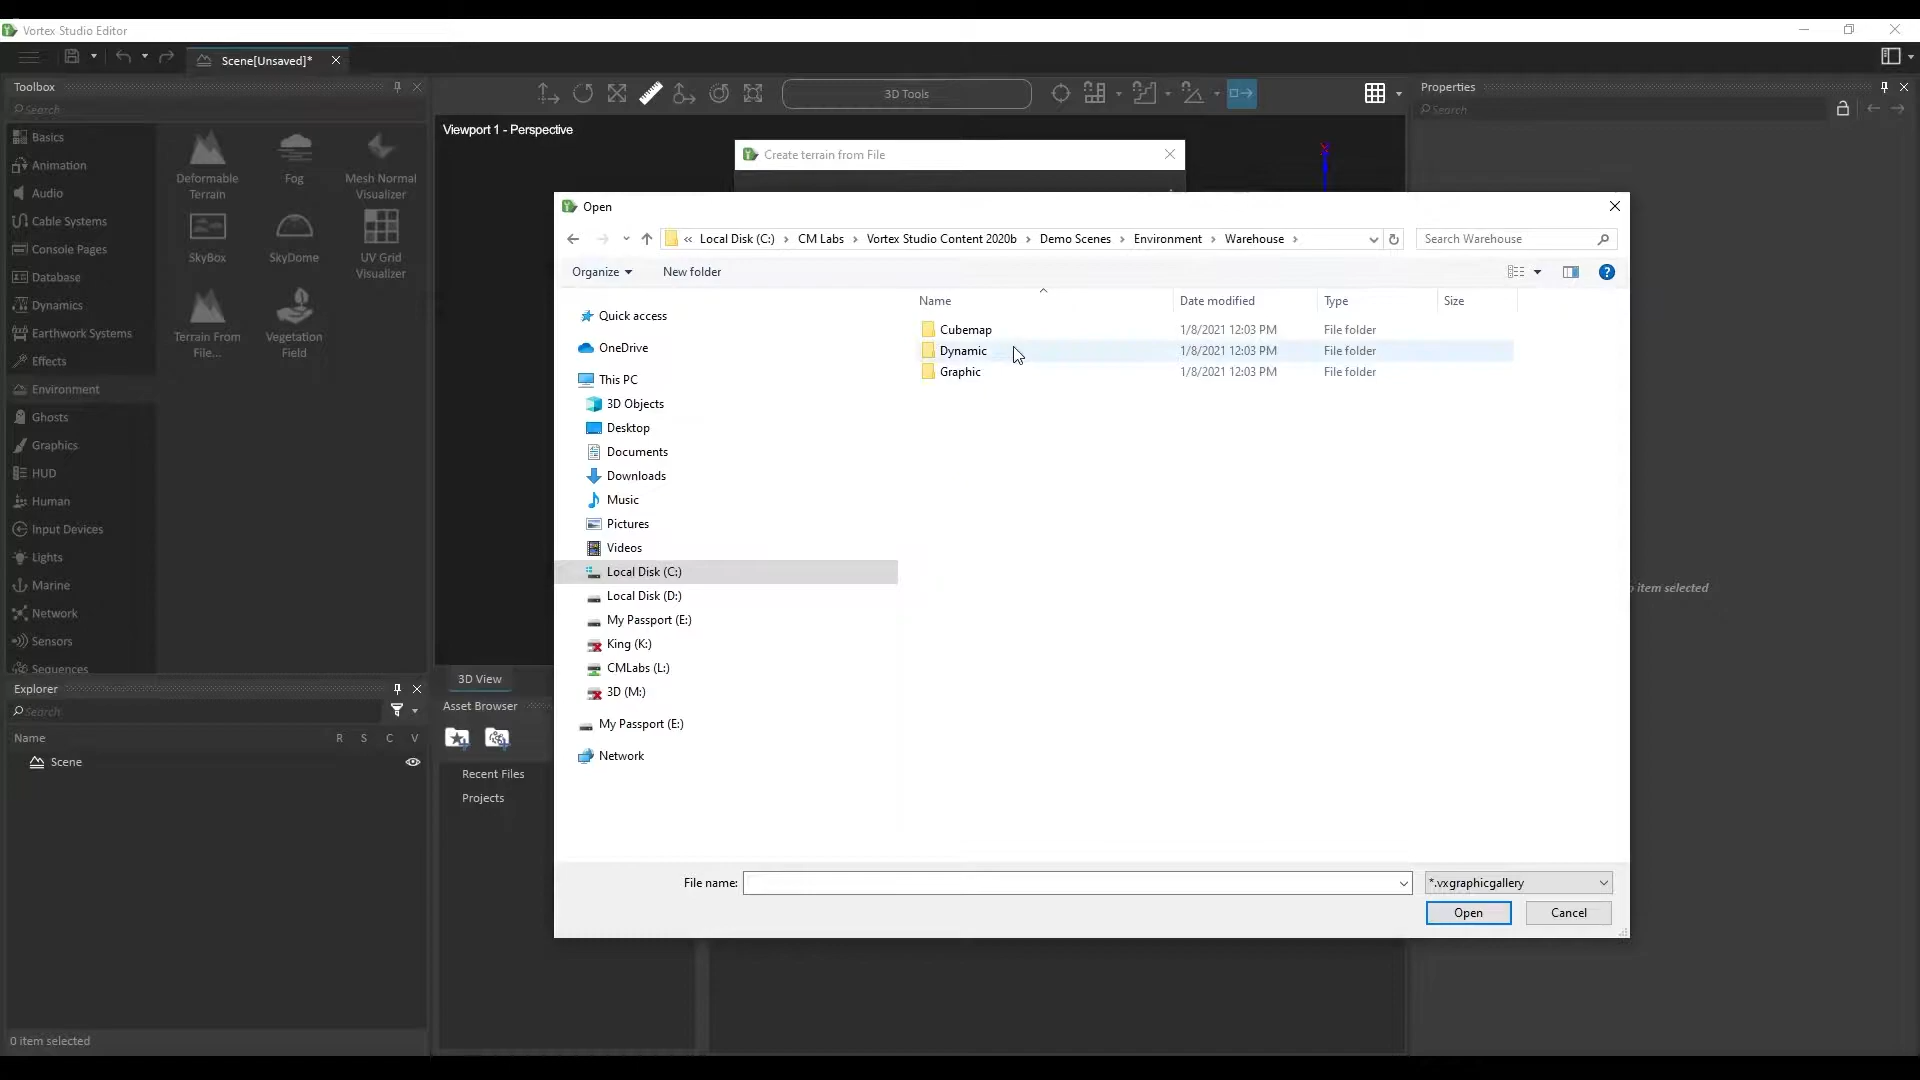 Vortex Studio Editor
Scene[Unsaved]*
Toolbox
Search
Basics
Animation
Audio
Cable Systems
Console Pages
Database
Dynamics
Earthwork Systems
Effects
Environment
Ghosts
Graphics
HUD
Human
Input Devices
Lights
Marine
Network
Sensors
Sequences
Deformable Terrain
Fog
Mesh Normal Visualizer
SkyBox
SkyDome
UV Grid Visualizer
Terrain From File...
Vegetation Field
Explorer
Search
Name R S C V
Scene
0 item selected
3D Tools
Viewport 1 - Perspective
Create terrain from File
X
Open
« Local Disk (C:) › CM Labs › Vortex Studio Content 2020b › Demo Scenes › Environment › Warehouse ›
Search Warehouse
Organize
New folder
Quick access
OneDrive
This PC
3D Objects
Desktop
Documents
Downloads
Music
Pictures
Videos
Local Disk (C:)
Local Disk (D:)
My Passport (E:)
King (K:)
CMLabs (L:)
3D (M:)
My Passport (E:)
Network
Name Date modified Type Size
Cubemap 1/8/2021 12:03 PM File folder
Dynamic 1/8/2021 12:03 PM File folder
Graphic 1/8/2021 12:03 PM File folder
File name:
*.vxgraphicgallery
Open
Cancel
3D View
Asset Browser
Recent Files
Projects
Properties
Search
item selected